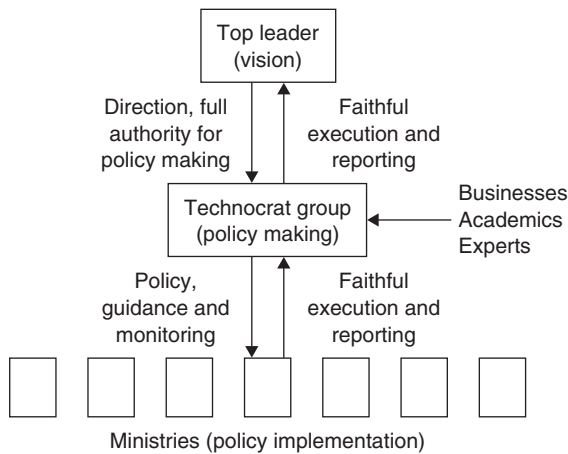 Top leader
(vision)
Direction, full
authority for
policy making
Faithful
execution and
reporting
Technocrat group
(policy making)
Businesses
Academics
Experts
Policy,
guidance and
monitoring
Faithful
execution and
reporting
Ministries (policy implementation)